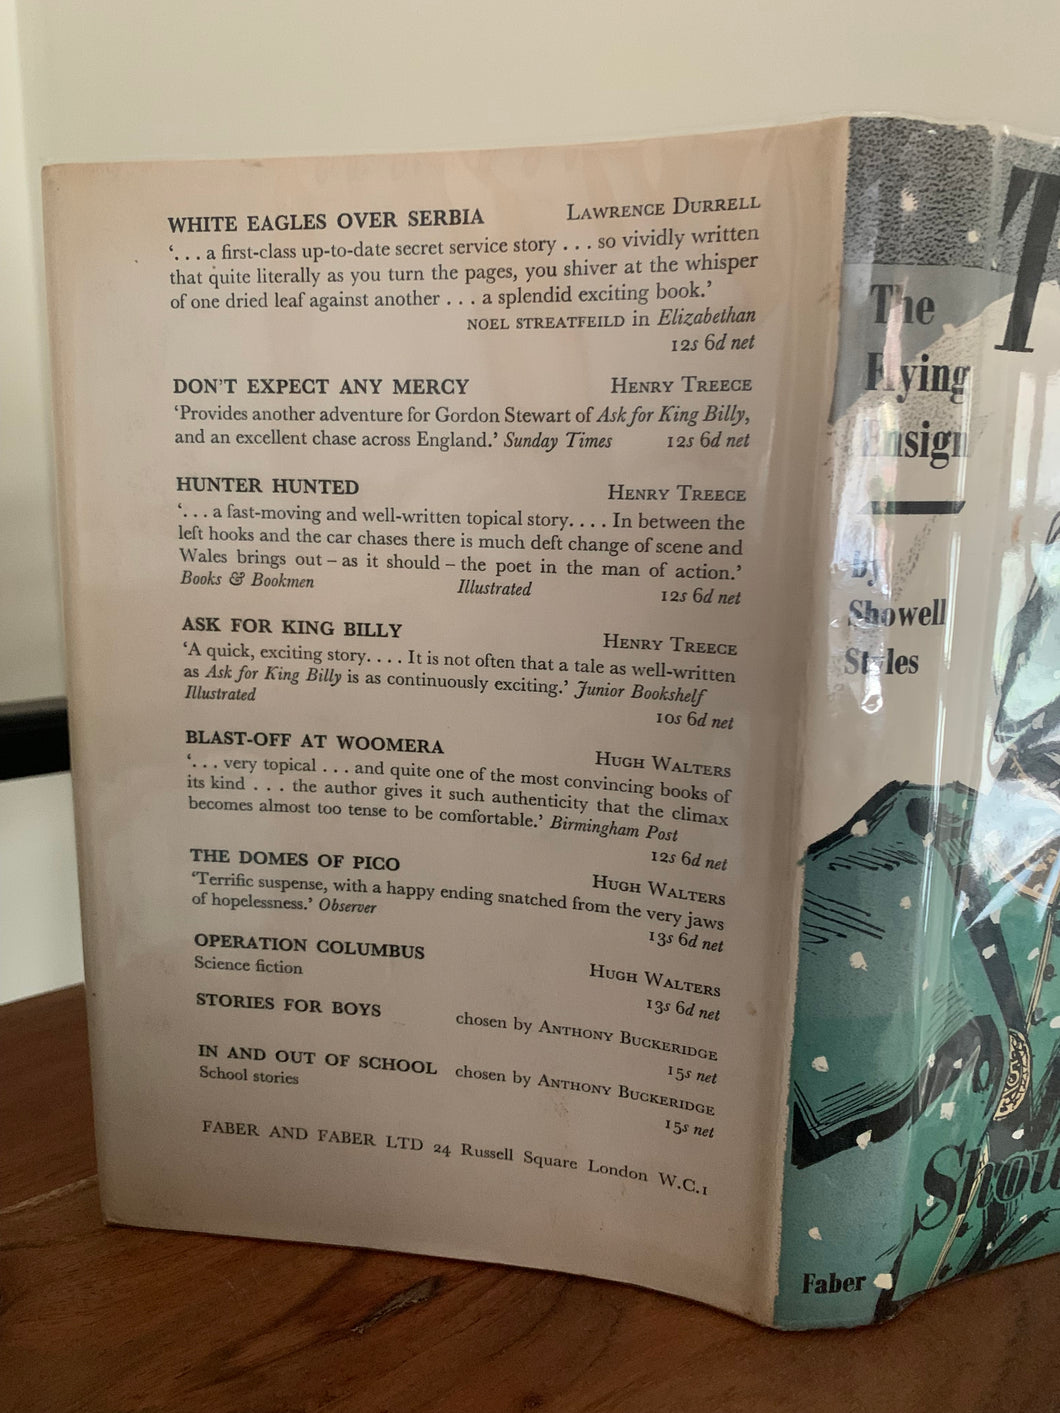 WHITE EAGLES OVER SERBIA LAWRENCE DURRELL
‘. . . a first-class up-to-date secret service story . . . so vividly written
that quite literally as you turn the pages, you shiver at the whisper
of one dried leaf against another . . . a splendid exciting book.’
NOEL STREATFEILD in Elizabethan
12s 6d net
DON'T EXPECT ANY MERCY HENRY TREECE
‘Provides another adventure for Gordon Stewart of Ask for King Billy,
and an excellent chase across England.’ Sunday Times 12s 6d net
HUNTER HUNTED HENRY TREECE
‘. . . a fast-moving and well-written topical story. . . . In between the
left hooks and the car chases there is much deft change of scene and
Wales brings out – as it should – the poet in the man of action.’
Books & Bookmen Illustrated 12s 6d net
ASK FOR KING BILLY HENRY TREECE
‘A quick, exciting story. . . . It is not often that a tale as well-written
as Ask for King Billy is as continuously exciting.’ Junior Bookshelf
Illustrated 10s 6d net
BLAST-OFF AT WOOMERA HUGH WALTERS
‘. . . very topical . . . and quite one of the most convincing books of
its kind . . . the author gives it such authenticity that the climax
becomes almost too tense to be comfortable.’ Birmingham Post
12s 6d net
THE DOMES OF PICO HUGH WALTERS
‘Terrific suspense, with a happy ending snatched from the very jaws
of hopelessness.’ Observer 13s 6d net
OPERATION COLUMBUS HUGH WALTERS
Science fiction 13s 6d net
STORIES FOR BOYS chosen by ANTHONY BUCKERIDGE
15s net
IN AND OUT OF SCHOOL chosen by ANTHONY BUCKERIDGE
School stories 15s net
FABER AND FABER LTD 24 Russell Square London W.C.1
The
Flying
Ensign
by
Showell
Styles
Faber
T
Show